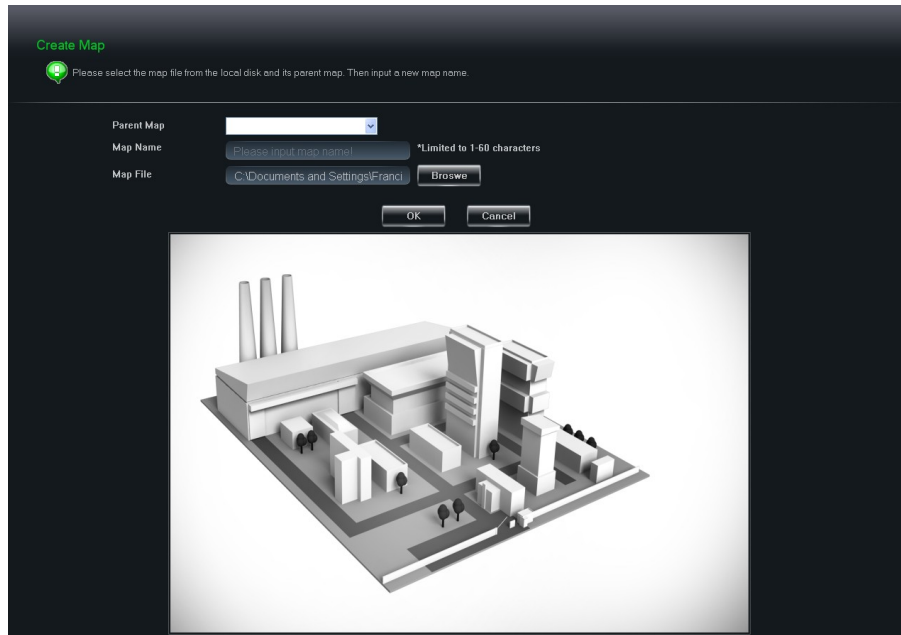 Create Map
Please select the map file from the local disk and its parent map. Then input a new map name.
Parent Map
Map Name
Please input map name!
*Limited to 1-60 characters
Map File
C:\Documents and Settings\Franci
Broswe
OK
Cancel